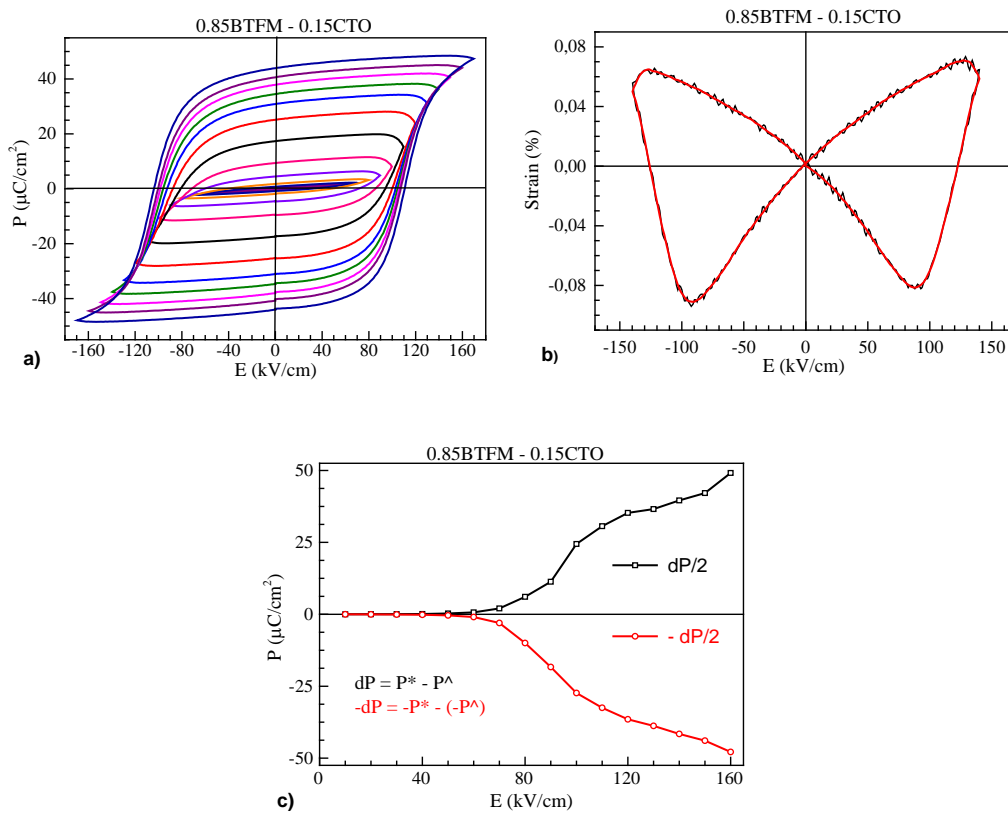 0.85BTFM - 0.15CTO
P (μC/cm²)
40
20
0
-20
-40
-160 -120 -80 -40 0 40 80 120 160
E (kV/cm)
a)
0.85BTFM - 0.15CTO
Strain (%)
0,08
0,04
0,00
-0,04
-0,08
-150 -100 -50 0 50 100 150
E (kV/cm)
b)
0.85BTFM - 0.15CTO
P (μC/cm²)
50
25
0
-25
-50
dP/2
- dP/2
dP = P* - P^
-dP = -P* - (-P^)
0 40 80 120 160
E (kV/cm)
c)